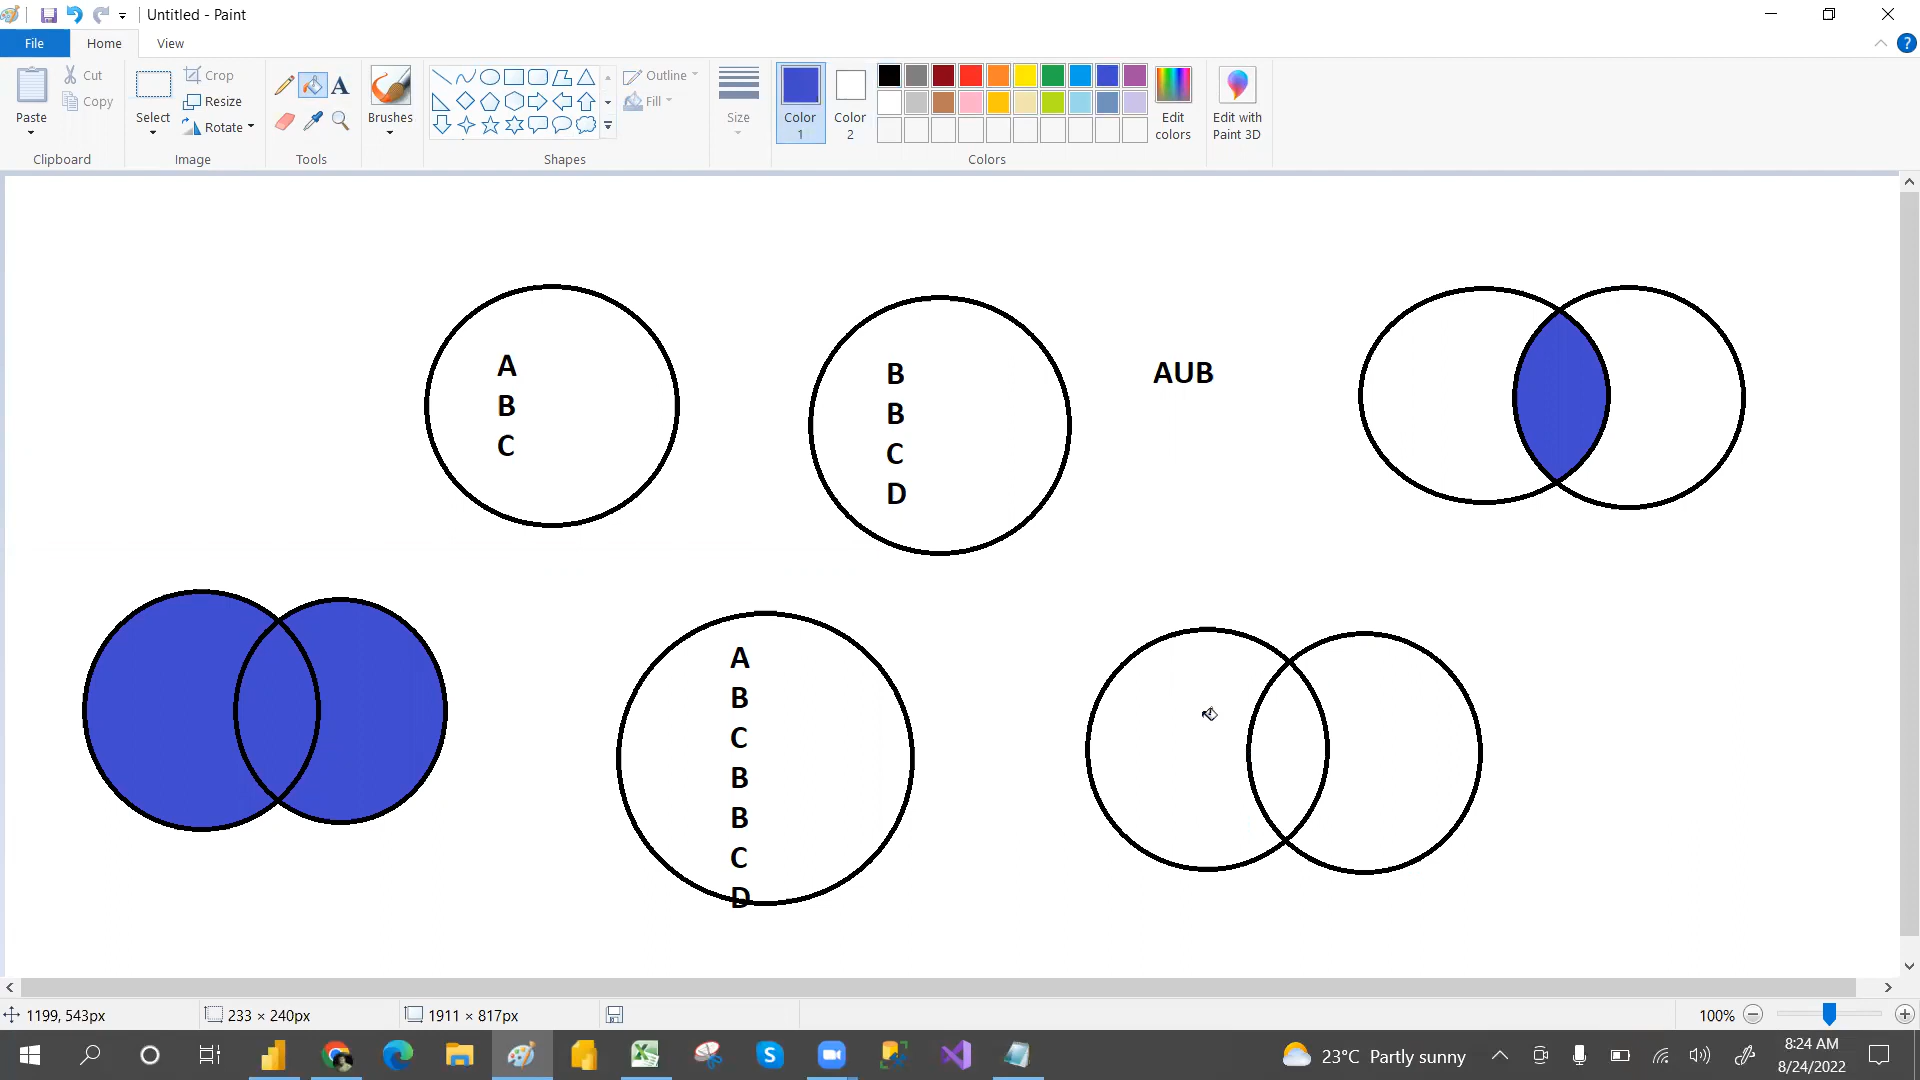 Untitled - Paint
File Home View
Paste
Cut
Copy
Clipboard
Select
Crop
Resize
Rotate
Image
A
Tools
Brushes
Outline
Fill
Shapes
Size
Color
1
Color
2
Edit
colors
Colors
Edit with
Paint 3D
?
A
B
C
B
B
C
D
AUB
A
B
C
B
B
C
D
1199, 543px
233 × 240px
1911 × 817px
100%
23°C Partly sunny
8:24 AM
8/24/2022